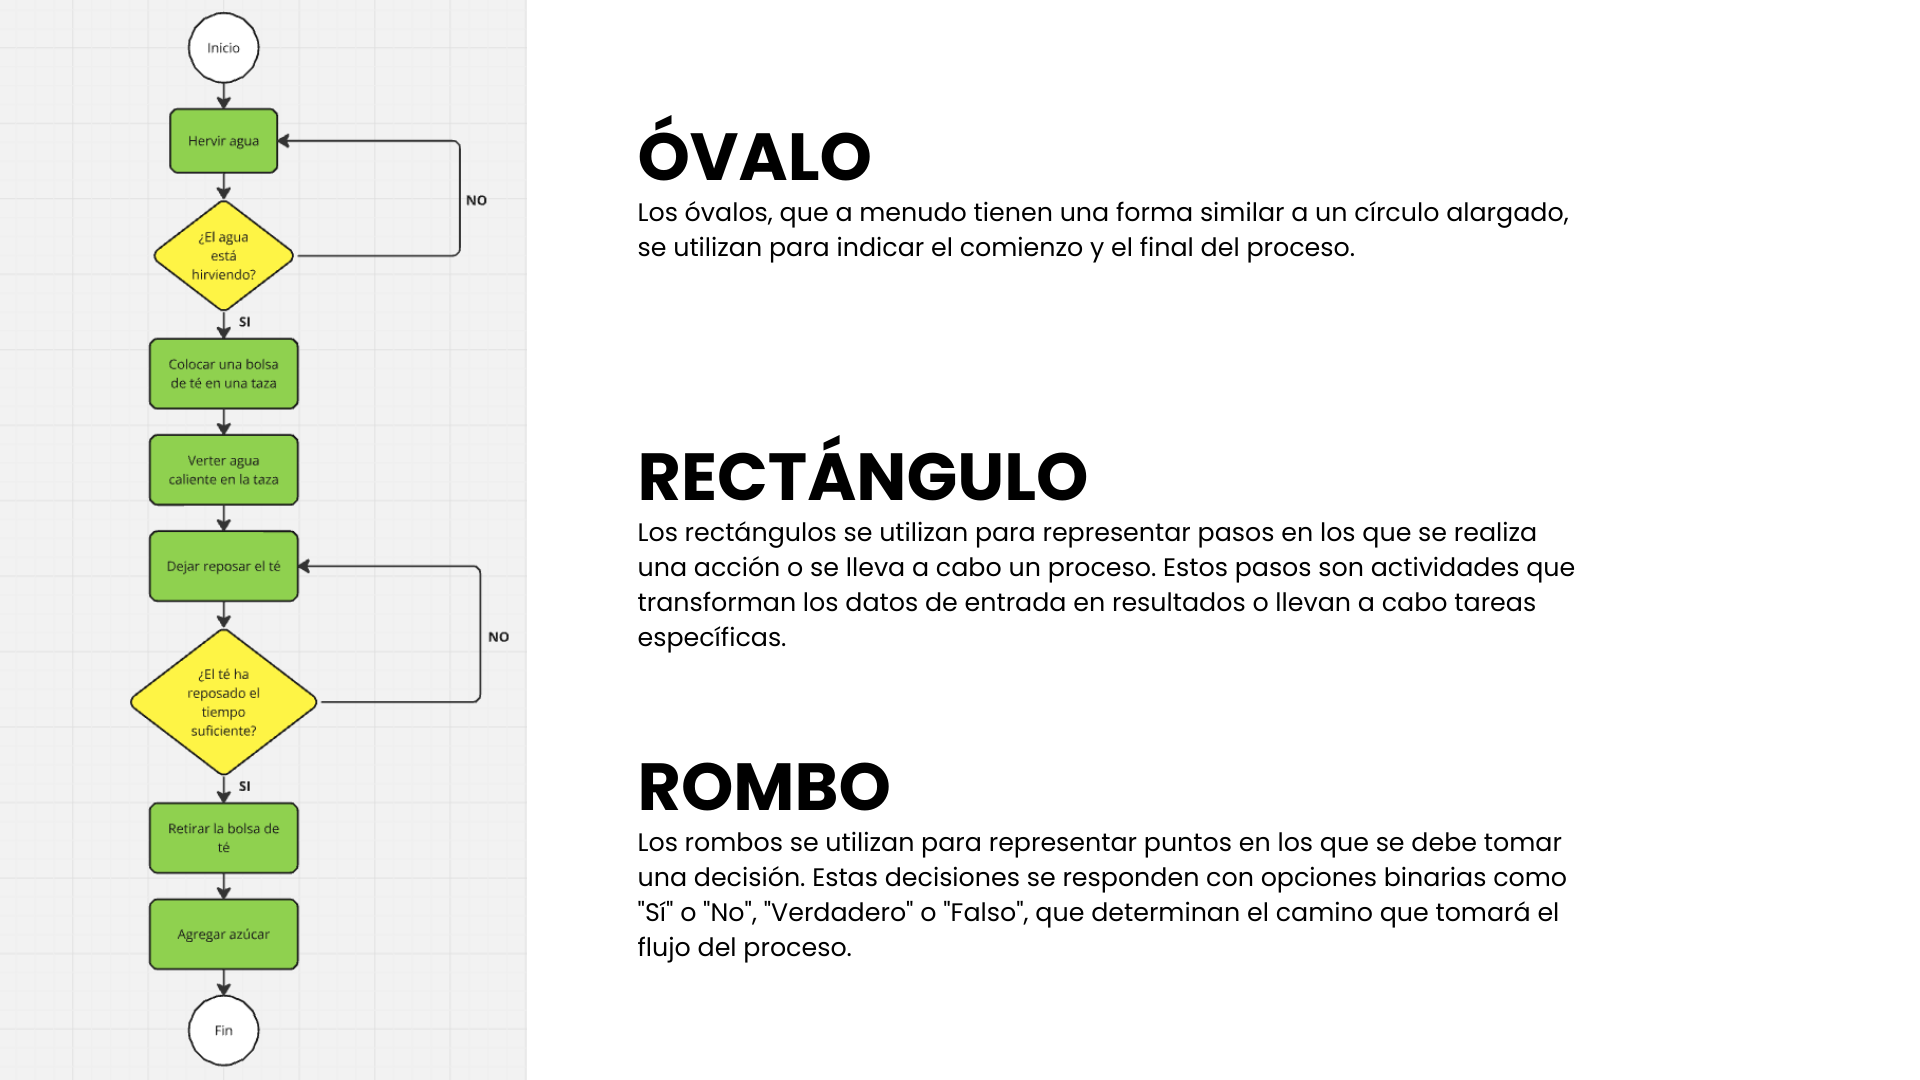 Inicio
Hervir agua
NO
¿El agua
está
hirviendo?
SI
Colocar una bolsa
de té en una taza
Verter agua
caliente en la taza
Dejar reposar el té
NO
¿El té ha
reposado el
tiempo
suficiente?
SI
Retirar la bolsa de
té
Agregar azúcar
Fin
ÓVALO
Los óvalos, que a menudo tienen una forma similar a un círculo alargado,
se utilizan para indicar el comienzo y el final del proceso.
RECTÁNGULO
Los rectángulos se utilizan para representar pasos en los que se realiza
una acción o se lleva a cabo un proceso. Estos pasos son actividades que
transforman los datos de entrada en resultados o llevan a cabo tareas
específicas.
ROMBO
Los rombos se utilizan para representar puntos en los que se debe tomar
una decisión. Estas decisiones se responden con opciones binarias como
"Sí" o "No", "Verdadero" o "Falso", que determinan el camino que tomará el
flujo del proceso.